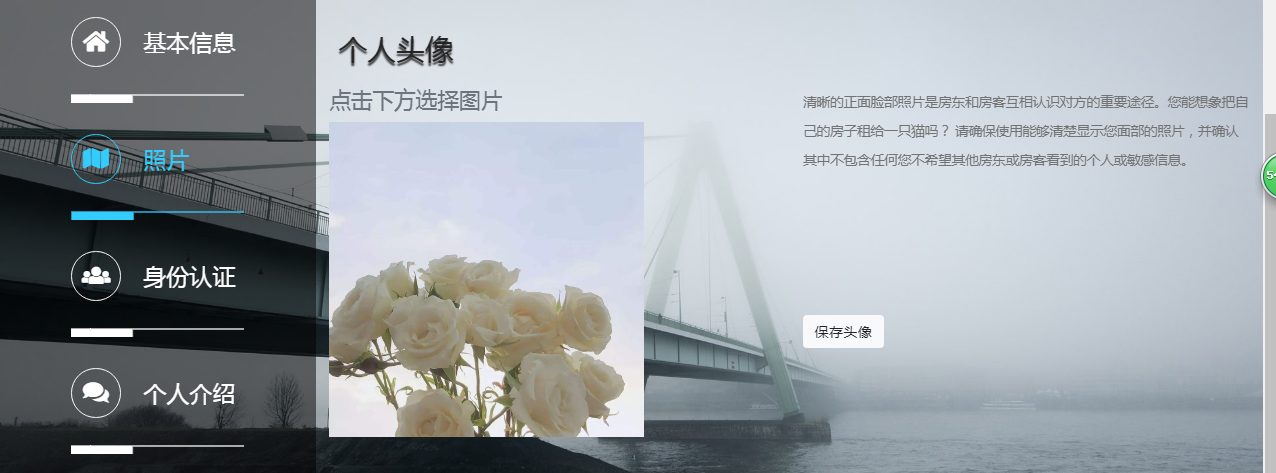 基本信息
照片
身份认证
个人介绍
个人头像
点击下方选择图片
清晰的正面脸部照片是房东和房客互相认识对方的重要途径。您能想象把自
己的房子租给一只猫吗？ 请确保使用能够清楚显示您面部的照片，并确认
其中不包含任何您不希望其他房东或房客看到的个人或敏感信息。
保存头像